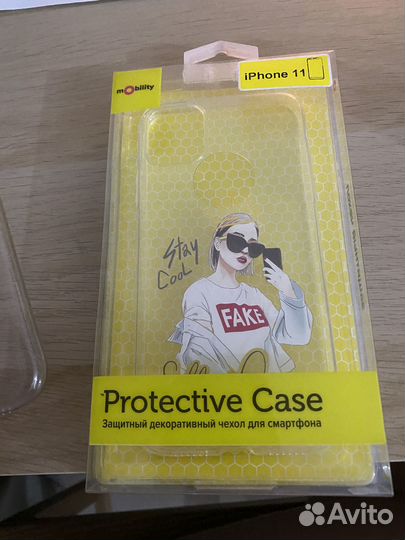 mobility
iPhone 11
Stay
Cool
FAKE
Protective Case
Защитный декоративный чехол для смартфона
Avito